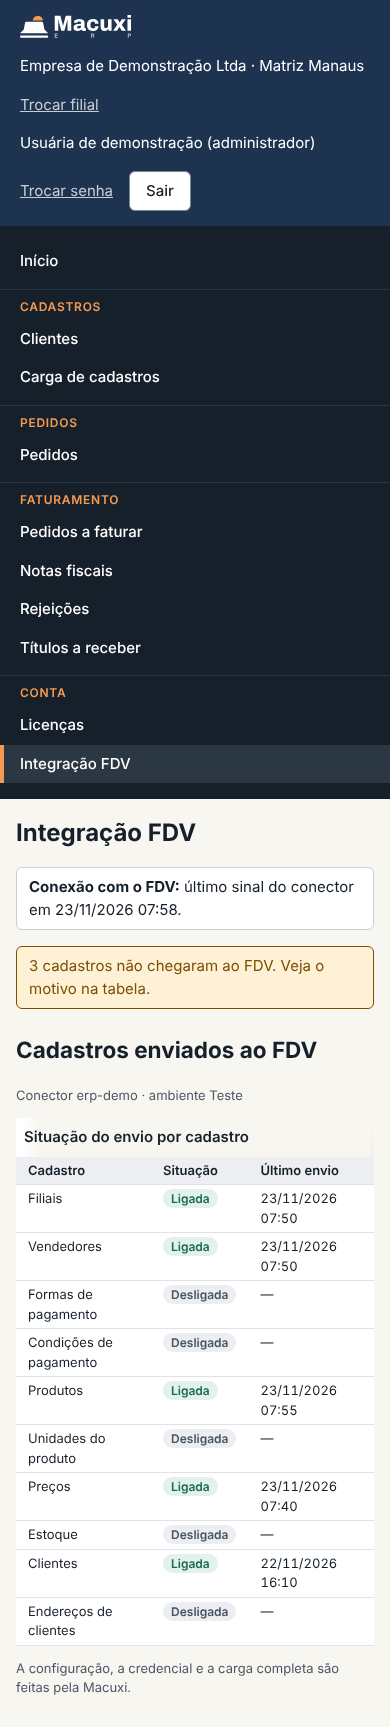 Macuxi
E R P
Empresa de Demonstração Ltda · Matriz Manaus
Trocar filial
Usuária de demonstração (administrador)
Trocar senha Sair
Início
CADASTROS
Clientes
Carga de cadastros
PEDIDOS
Pedidos
FATURAMENTO
Pedidos a faturar
Notas fiscais
Rejeições
Títulos a receber
CONTA
Licenças
Integração FDV
Integração FDV
Conexão com o FDV: último sinal do conector
em 23/11/2026 07:58.
3 cadastros não chegaram ao FDV. Veja o
motivo na tabela.
Cadastros enviados ao FDV
Conector erp-demo · ambiente Teste
Situação do envio por cadastro
Cadastro Situação Último envio
Filiais Ligada 23/11/2026
07:50
Vendedores Ligada 23/11/2026
07:50
Formas de Desligada —
pagamento
Condições de Desligada —
pagamento
Produtos Ligada 23/11/2026
07:55
Unidades do Desligada —
produto
Preços Ligada 23/11/2026
07:40
Estoque Desligada —
Clientes Ligada 22/11/2026
16:10
Endereços de Desligada —
clientes
A configuração, a credencial e a carga completa são
feitas pela Macuxi.